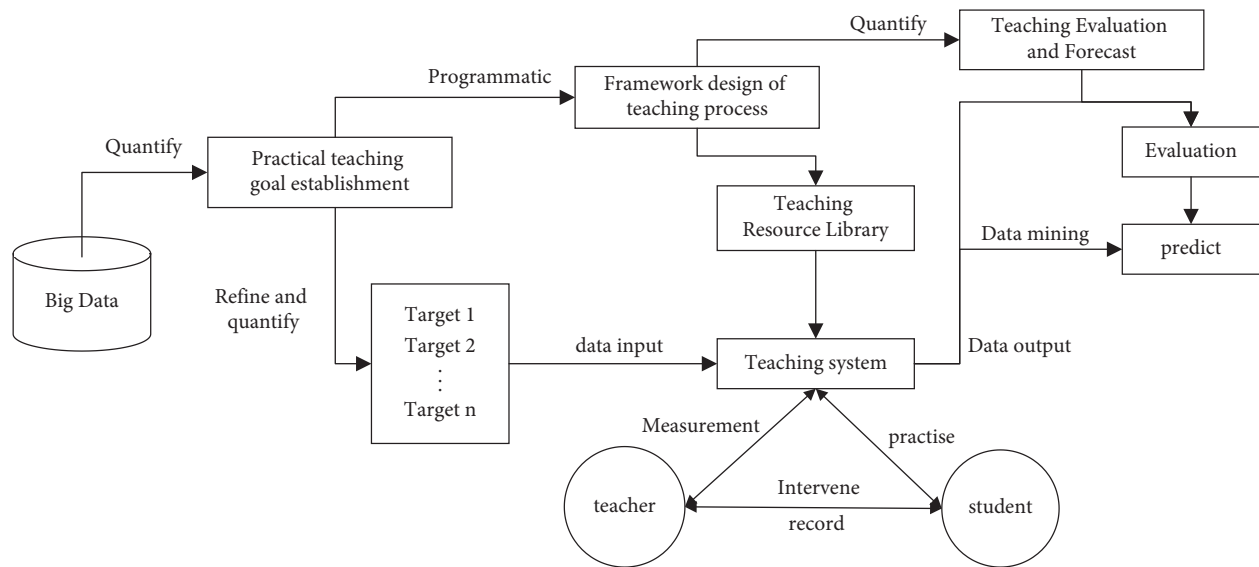 Quantify
Teaching Evaluation
and Forecast
Programmatic
Framework design of
teaching process
Quantify
Practical teaching
goal establishment
Evaluation
Teaching
Resource Library
Data mining
predict
Big Data
Refine and
quantify
Target 1
Target 2
⋮
Target n
data input
Teaching system
Data output
Measurement
practise
teacher
Intervene
record
student